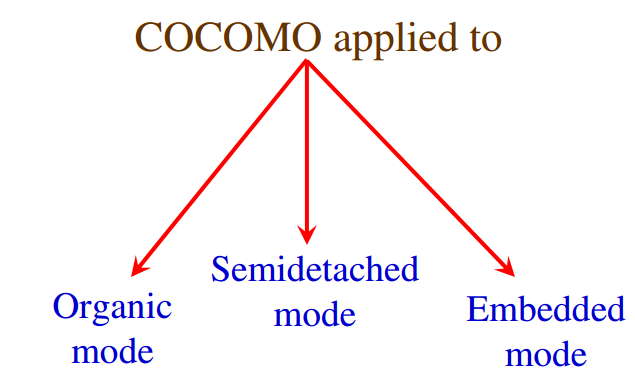 COCOMO applied to
Semidetached
mode
Organic
mode
Embedded
mode